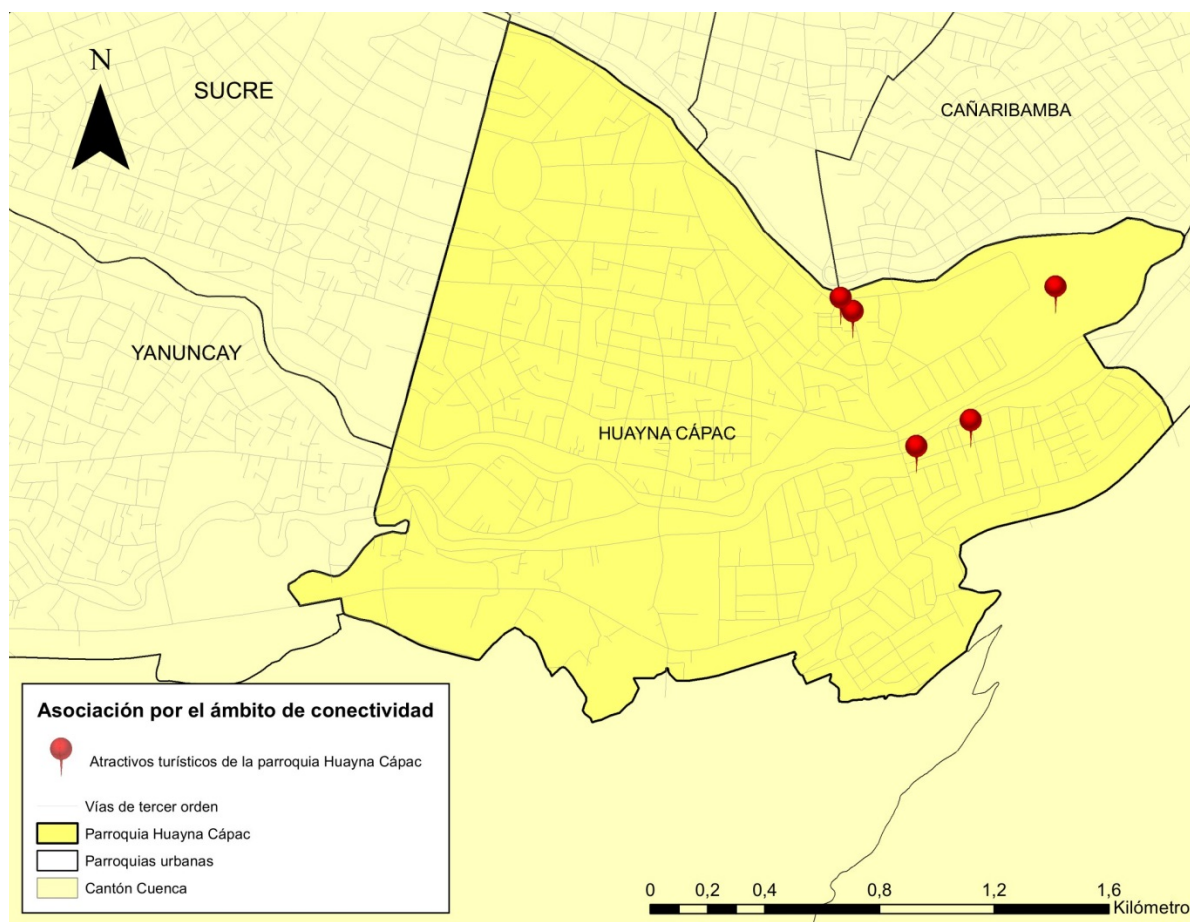 N
SUCRE
CAÑARIBAMBA
YANUNCAY
HUAYNA CÁPAC
Asociación por el ámbito de conectividad
Atractivos turísticos de la parroquia Huayna Cápac
Vías de tercer orden
Parroquia Huayna Cápac
Parroquias urbanas
Cantón Cuenca
0 0,2 0,4 0,8 1,2 1,6
Kilómetro